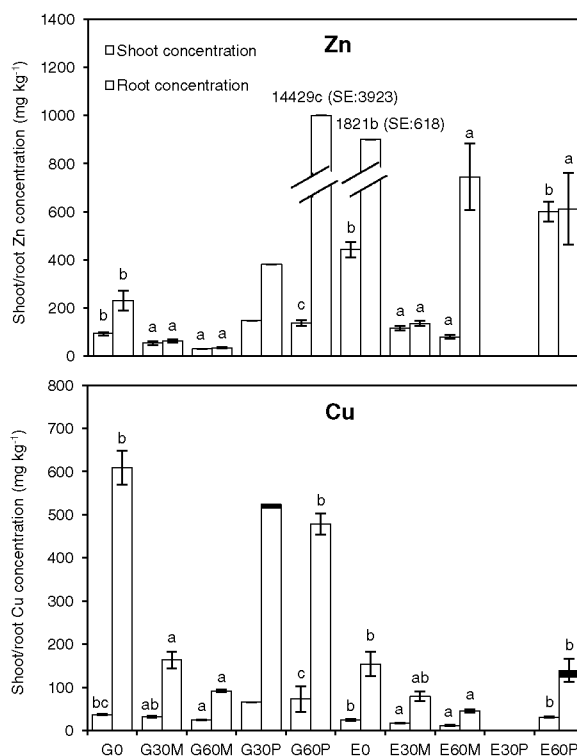 Zn
Shoot concentration
Root concentration
14429c (SE:3923)
1821b (SE:618)
Shoot/root Zn concentration (mg kg⁻¹)
1400
1200
1000
800
600
400
200
0
b b a a a a c b a a a a b a
Cu
Shoot/root Cu concentration (mg kg⁻¹)
800
700
600
500
400
300
200
100
0
bc b ab a a a c b b b a ab a a b b
G0 G30M G60M G30P G60P E0 E30M E60M E30P E60P